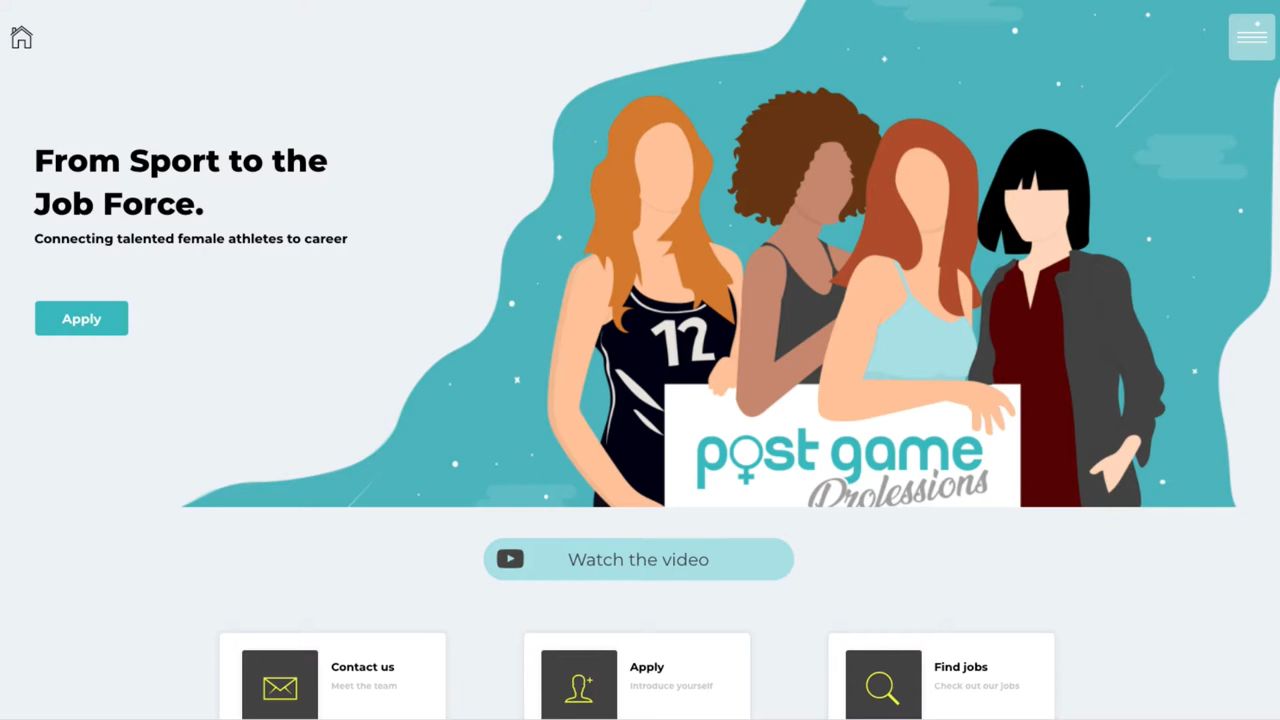 From Sport to the
Job Force.
Connecting talented female athletes to career
Apply
12
post game
Professions
Watch the video
Contact us
Meet the team
Apply
Introduce yourself
Find jobs
Check out our jobs